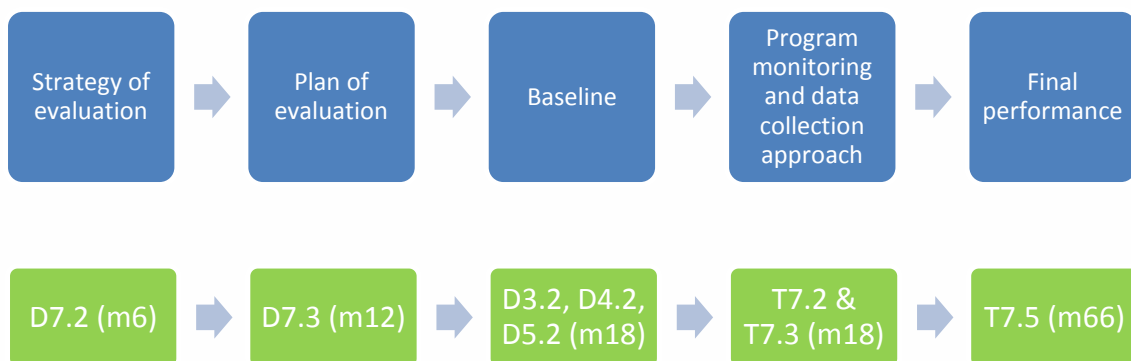 Strategy of
evaluation
Plan of
evaluation
Baseline
Program
monitoring
and data
collection
approach
Final
performance
D7.2 (m6)
D7.3 (m12)
D3.2, D4.2,
D5.2 (m18)
T7.2 &
T7.3 (m18)
T7.5 (m66)